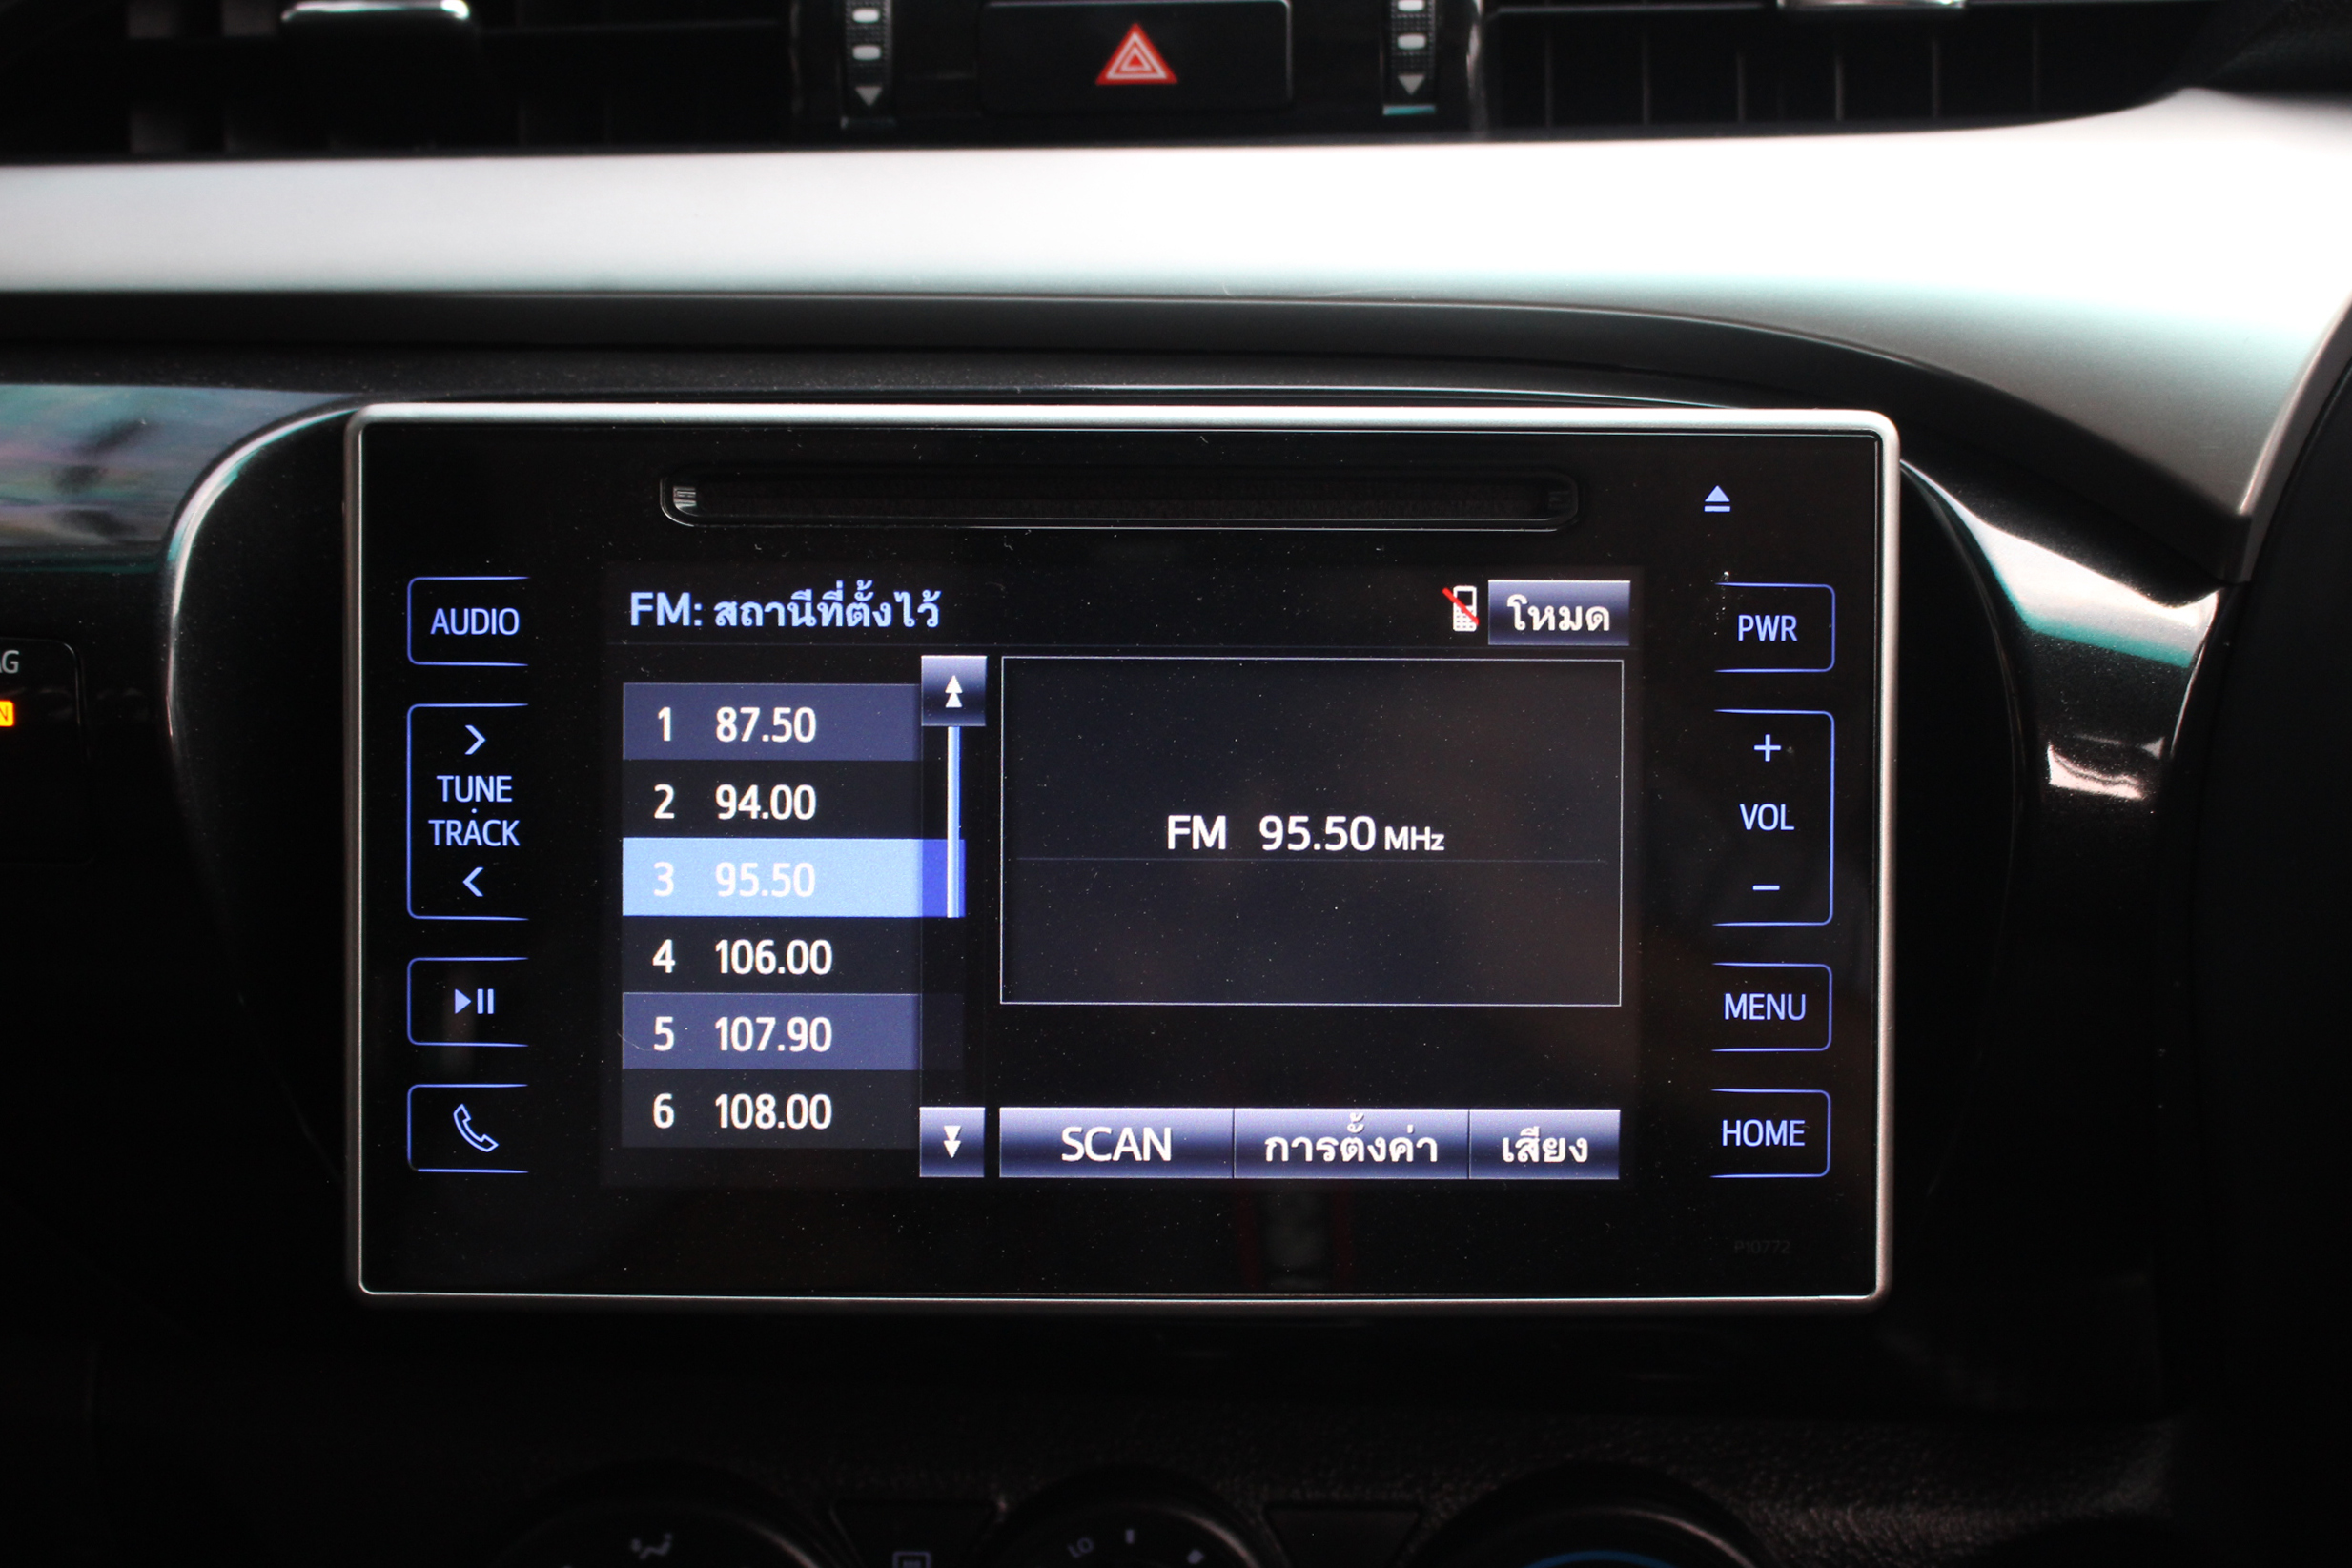 AUDIO
TUNE
TRACK
FM: สถานีที่ตั้งไว้
โหมด
1 87.50
2 94.00
3 95.50
4 106.00
5 107.90
6 108.00
FM 95.50 MHz
SCAN
การตั้งค่า
เสียง
PWR
+
VOL
−
MENU
HOME
P10772
LO